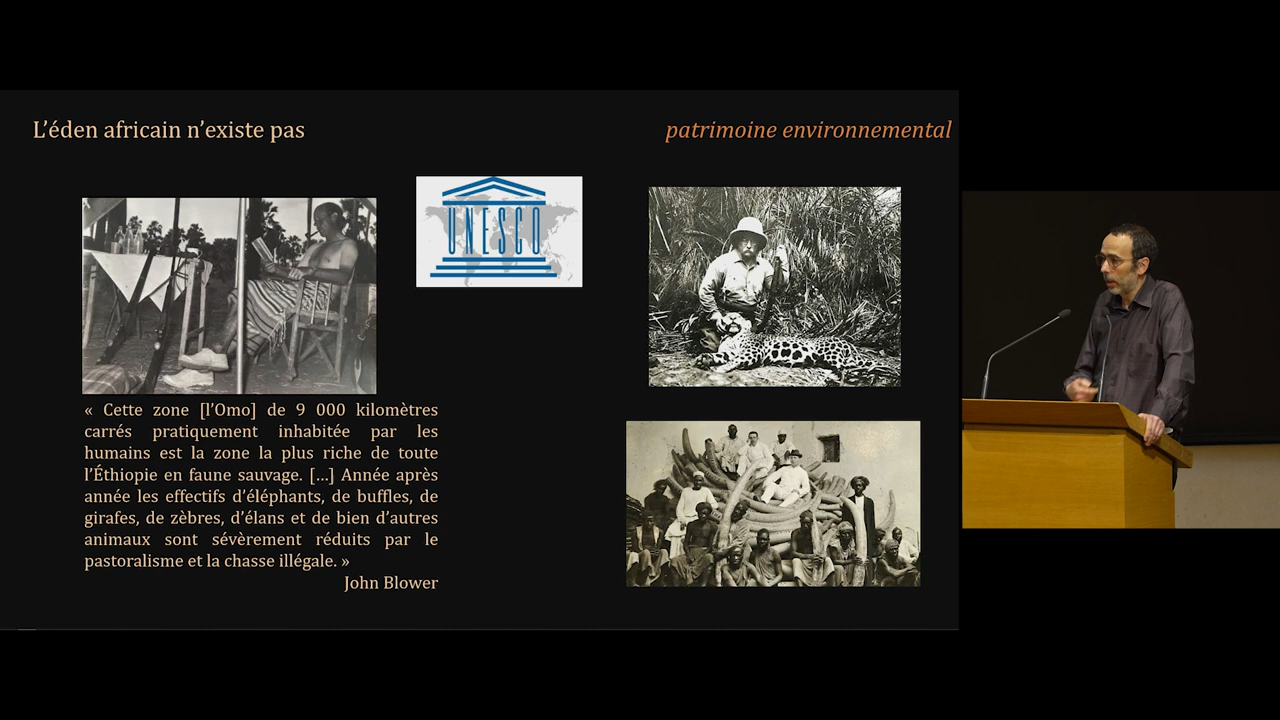 L'éden africain n'existe pas
patrimoine environnemental
UNESCO
« Cette zone [l'Omo] de 9 000 kilomètres
carrés pratiquement inhabitée par les
humains est la zone la plus riche de toute
l'Éthiopie en faune sauvage. [...] Année après
année les effectifs d'éléphants, de buffles, de
girafes, de zèbres, d'élans et de bien d'autres
animaux sont sévèrement réduits par le
pastoralisme et la chasse illégale. »
John Blower